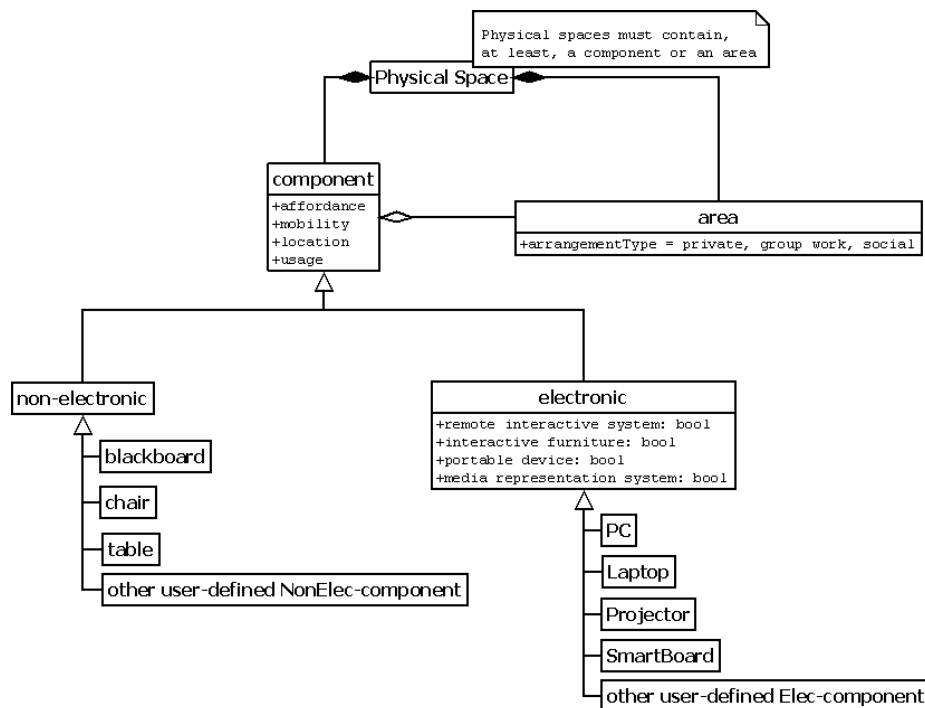 Physical spaces must contain,
at least, a component or an area
Physical Space
component
+affordance
+mobility
+location
+usage
area
+arrangementType = private, group work, social
non-electronic
blackboard
chair
table
other user-defined NonElec-component
electronic
+remote interactive system: bool
+interactive furniture: bool
+portable device: bool
+media representation system: bool
PC
Laptop
Projector
SmartBoard
other user-defined Elec-component